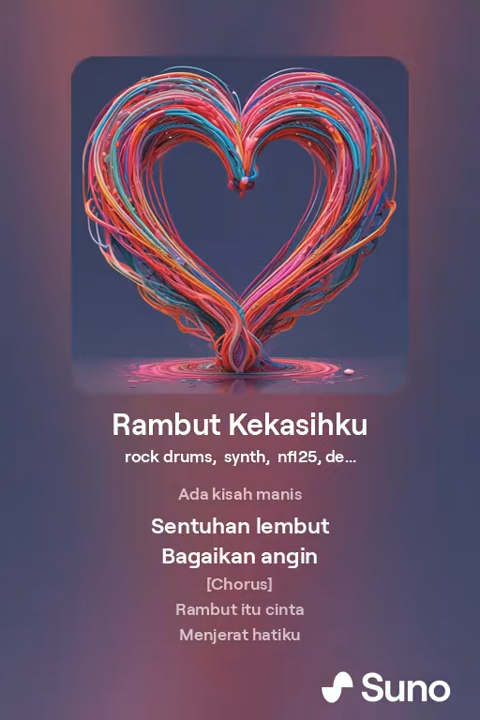 Rambut Kekasihku
rock drums, synth, nfl25, de...
Ada kisah manis
Sentuhan lembut
Bagaikan angin
[Chorus]
Rambut itu cinta
Menjerat hatiku
Suno